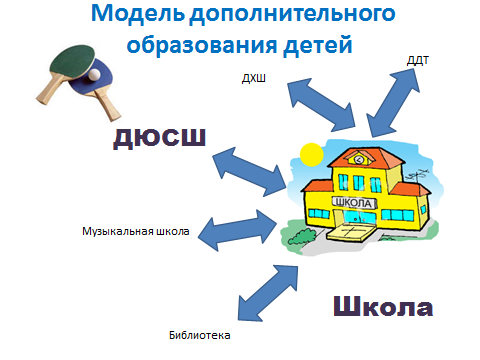 Модель дополнительного
образования детей
ДДТ
ДХШ
ДЮСШ
ШКОЛА
Музыкальная школа
Школа
Библиотека